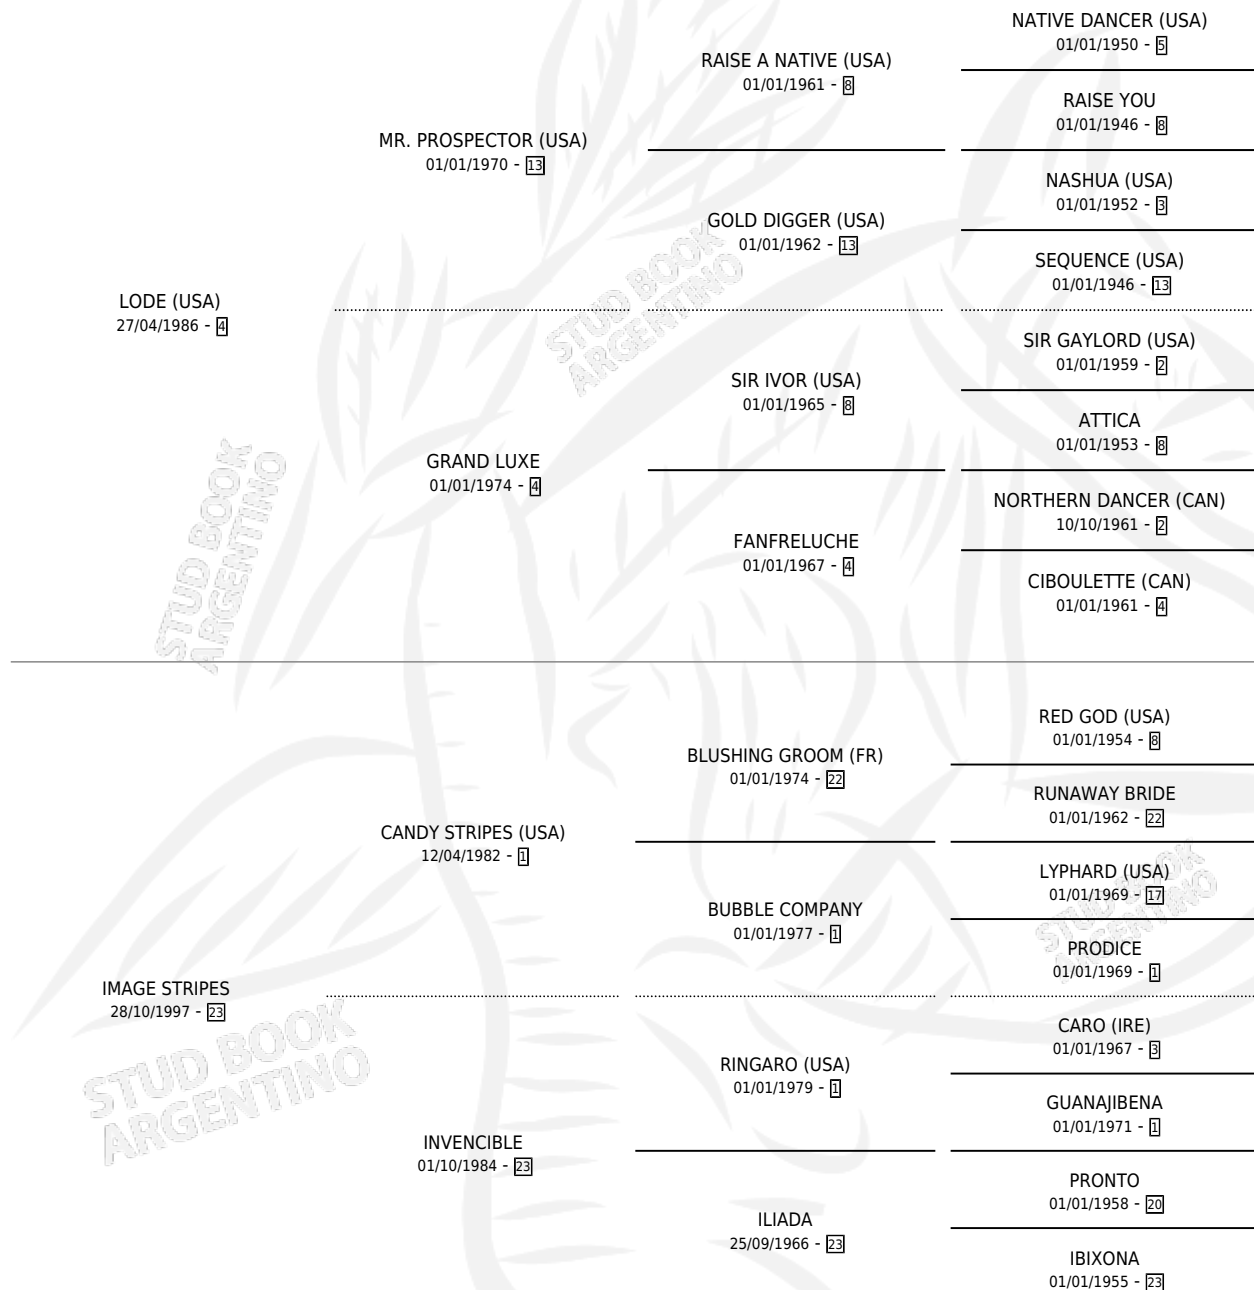 NATIVE DANCER (USA)
01/01/1950 - 5
RAISE A NATIVE (USA)
01/01/1961 - 8
RAISE YOU
01/01/1946 - 8
MR. PROSPECTOR (USA)
01/01/1970 - 13
NASHUA (USA)
01/01/1952 - 3
GOLD DIGGER (USA)
01/01/1962 - 13
SEQUENCE (USA)
01/01/1946 - 13
LODE (USA)
27/04/1986 - 4
STUD BOOK
ARGENTINO
SIR GAYLORD (USA)
01/01/1959 - 2
SIR IVOR (USA)
01/01/1965 - 8
ATTICA
01/01/1953 - 8
GRAND LUXE
01/01/1974 - 4
NORTHERN DANCER (CAN)
10/10/1961 - 2
FANFRELUCHE
01/01/1967 - 4
CIBOULETTE (CAN)
01/01/1961 - 4
STUD BOOK
ARGENTINO
RED GOD (USA)
01/01/1954 - 8
BLUSHING GROOM (FR)
01/01/1974 - 22
RUNAWAY BRIDE
01/01/1962 - 22
CANDY STRIPES (USA)
12/04/1982 - 1
LYPHARD (USA)
01/01/1969 - 17
BUBBLE COMPANY
01/01/1977 - 1
STUD BOOK
ARGENTINO
PRODICE
01/01/1969 - 1
IMAGE STRIPES
28/10/1997 - 23
CARO (IRE)
01/01/1967 - 3
RINGARO (USA)
01/01/1979 - 1
STUD BOOK
ARGENTINO
GUANAJIBENA
01/01/1971 - 1
INVENCIBLE
01/10/1984 - 23
PRONTO
01/01/1958 - 20
ILIADA
25/09/1966 - 23
IBIXONA
01/01/1955 - 23